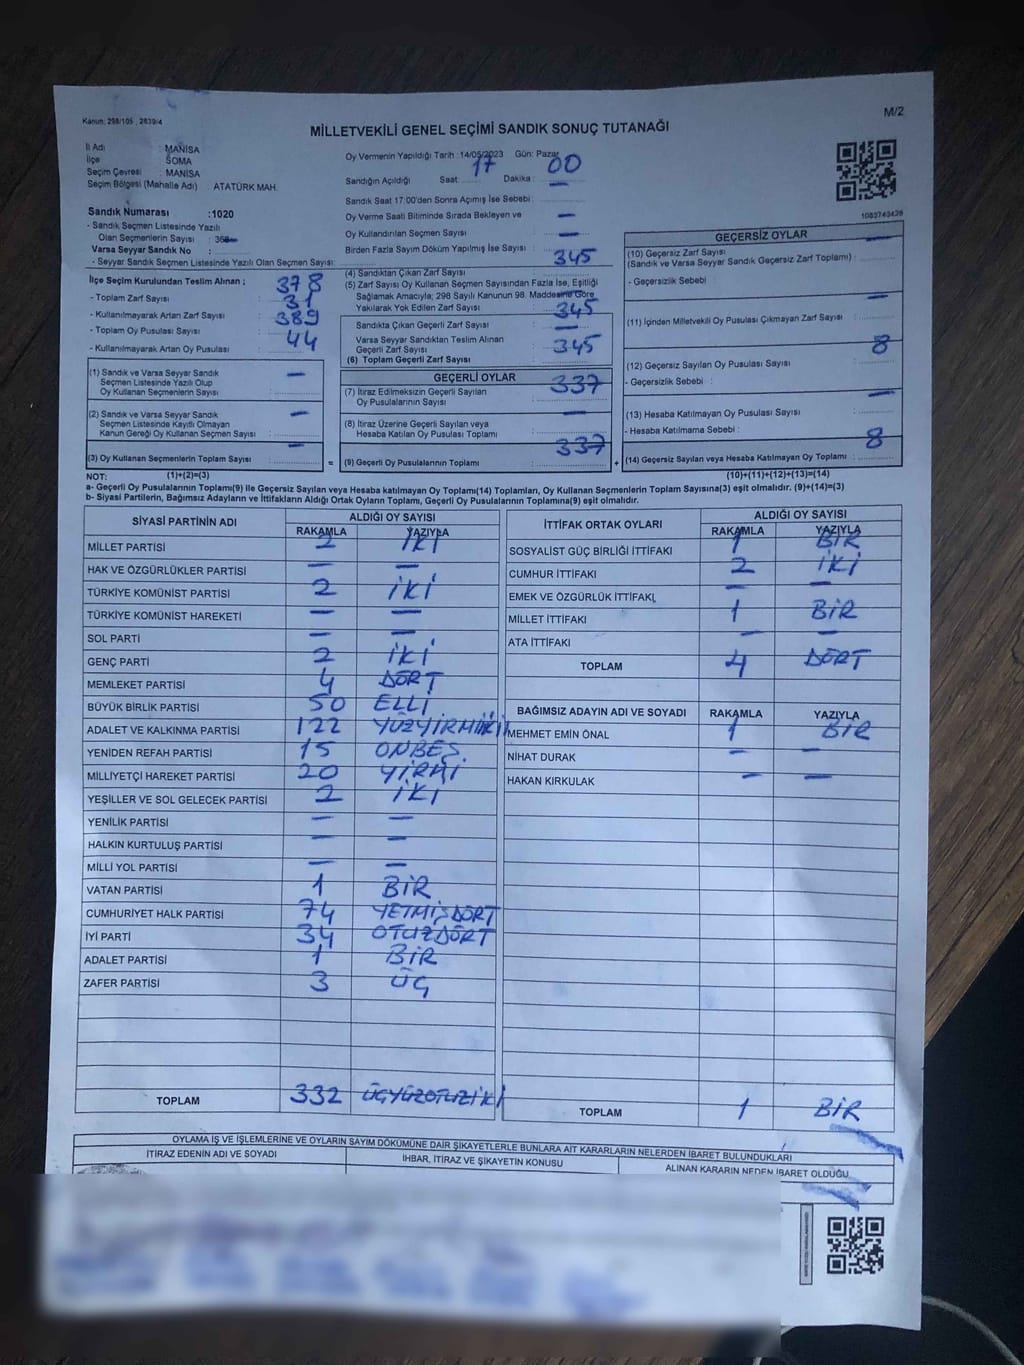 Kanun: 298/105 , 2839/4
M/2
MİLLETVEKİLİ GENEL SEÇİMİ SANDIK SONUÇ TUTANAĞI
İl Adı : MANİSA
İlçe : SOMA
Seçim Çevresi : MANİSA
Seçim Bölgesi (Mahalle Adı) ATATÜRK MAH.
Sandık Numarası :1020
- Sandık Seçmen Listesinde Yazılı
Olan Seçmenlerin Sayısı :
Varsa Seyyar Sandık No :
- Seyyar Sandık Seçmen Listesinde Yazılı Olan Seçmen Sayısı:
İlçe Seçim Kurulundan Teslim Alınan ; 378
- Toplam Zarf Sayısı : 31
- Kullanılmayarak Artan Zarf Sayısı : 389
- Toplam Oy Pusulası Sayısı : 44
- Kullanılmayarak Artan Oy Pusulası :
(1) Sandık ve Varsa Seyyar Sandık —
Seçmen Listesinde Yazılı Olup
Oy Kullanan Seçmenlerin Sayısı :
(2) Sandık ve Varsa Seyyar Sandık —
Seçmen Listesinde Kayıtlı Olmayan
Kanun Gereği Oy Kullanan Seçmen Sayısı :
(3) Oy Kullanan Seçmenlerin Toplam Sayısı : —
Oy Vermenin Yapıldığı Tarih :14/05/2023 Gün: Pazar
Sandığın Açıldığı Saat : 17 Dakika : 00
Sandık Saat 17:00'den Sonra Açımış İse Sebebi : —
Oy Verme Saati Bitiminde Sırada Bekleyen ve
Oy Kullandırılan Seçmen Sayısı : —
Birden Fazla Sayım Döküm Yapılmış İse Sayısı : —
(4) Sandıktan Çıkan Zarf Sayısı : 345
(5) Zarf Sayısı Oy Kullanan Seçmen Sayısından Fazla İse, Eşitliği
Sağlamak Amacıyla; 298 Sayılı Kanunun 98. Maddesine Göre
Yakılarak Yok Edilen Zarf Sayısı : —
Sandıkta Çıkan Geçerli Zarf Sayısı : 345
Varsa Seyyar Sandıktan Teslim Alınan —
Geçerli Zarf Sayısı
(6) Toplam Geçerli Zarf Sayısı : 345
GEÇERLİ OYLAR
(7) İtiraz Edilmeksizin Geçerli Sayılan 337
Oy Pusulalarının Sayısı :
(8) İtiraz Üzerine Geçerli Sayılan veya —
Hesaba Katılan Oy Pusulası Toplamı :
= (9) Geçerli Oy Pusulalarının Toplamı : 337
1083743428
GEÇERSİZ OYLAR
(10) Geçersiz Zarf Sayısı —
(Sandık ve Varsa Seyyar Sandık Geçersiz Zarf Toplamı) :
- Geçersizlik Sebebi :
(11) İçinden Milletvekili Oy Pusulası Çıkmayan Zarf Sayısı : —
(12) Geçersiz Sayılan Oy Pusulası Sayısı : 8
- Geçersizlik Sebebi :
(13) Hesaba Katılmayan Oy Pusulası Sayısı : —
- Hesaba Katılmama Sebebi :
+ (14) Geçersiz Sayılan veya Hesaba Katılmayan Oy Toplamı : 8
NOT: (1)+(2)=(3) (10)+(11)+(12)+(13)=(14)
a- Geçerli Oy Pusulalarının Toplamı(9) ile Geçersiz Sayılan veya Hesaba katılmayan Oy Toplamı(14) Toplamları, Oy Kullanan Seçmenlerin Toplam Sayısına(3) eşit olmalıdır. (9)+(14)=(3)
b- Siyasi Partilerin, Bağımsız Adayların ve İttifakların Aldığı Ortak Oyların Toplamı, Geçerli Oy Pusulalarının Toplamına(9) eşit olmalıdır.
SİYASİ PARTİNİN ADI ALDIĞI OY SAYISI
RAKAMLA YAZIYLA
MİLLET PARTİSİ 2 İKİ
HAK VE ÖZGÜRLÜKLER PARTİSİ — —
TÜRKİYE KOMÜNİST PARTİSİ 2 İKİ
TÜRKİYE KOMÜNİST HAREKETİ — —
SOL PARTİ — —
GENÇ PARTİ 2 İKİ
MEMLEKET PARTİSİ 4 DÖRT
BÜYÜK BİRLİK PARTİSİ 50 ELLİ
ADALET VE KALKINMA PARTİSİ 122 YÜZYİRMİİKİ
YENİDEN REFAH PARTİSİ 15 ONBEŞ
MİLLİYETÇİ HAREKET PARTİSİ 20 YİRMİ
YEŞİLLER VE SOL GELECEK PARTİSİ 2 İKİ
YENİLİK PARTİSİ — —
HALKIN KURTULUŞ PARTİSİ — —
MİLLİ YOL PARTİSİ — —
VATAN PARTİSİ 1 BİR
CUMHURİYET HALK PARTİSİ 74 YETMİŞDÖRT
İYİ PARTİ 34 OTUZDÖRT
ADALET PARTİSİ 1 BİR
ZAFER PARTİSİ 3 ÜÇ
TOPLAM 332 ÜÇYÜZOTUZİKİ
İTTİFAK ORTAK OYLARI ALDIĞI OY SAYISI
RAKAMLA YAZIYLA
SOSYALİST GÜÇ BİRLİĞİ İTTİFAKI 1 BİR
CUMHUR İTTİFAKI 2 İKİ
EMEK VE ÖZGÜRLÜK İTTİFAKI — —
MİLLET İTTİFAKI 1 BİR
ATA İTTİFAKI — —
TOPLAM 4 DÖRT
BAĞIMSIZ ADAYIN ADI VE SOYADI RAKAMLA YAZIYLA
MEHMET EMİN ÖNAL 1 BİR
NİHAT DURAK — —
HAKAN KIRKULAK — —
TOPLAM 1 BİR
OYLAMA İŞ VE İŞLEMLERİNE VE OYLARIN SAYIM DÖKÜMÜNE DAİR ŞİKAYETLERLE BUNLARA AİT KARARLARIN NELERDEN İBARET BULUNDUKLARI
İTİRAZ EDENİN ADI VE SOYADI İHBAR, İTİRAZ VE ŞİKAYETİN KONUSU ALINAN KARARIN NEDEN İBARET OLDUĞU